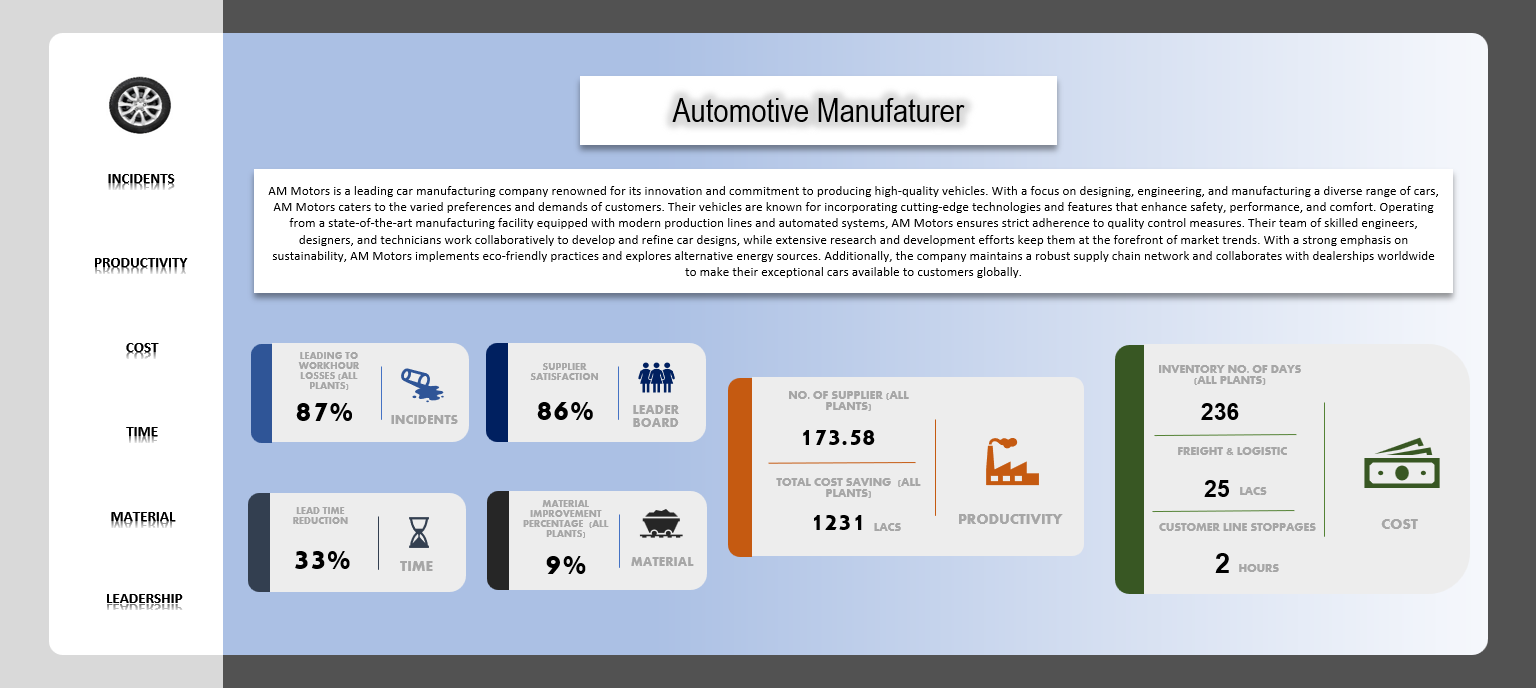 INCIDENTS
PRODUCTIVITY
COST
TIME
MATERIAL
LEADERSHIP
Automotive Manufaturer
AM Motors is a leading car manufacturing company renowned for its innovation and commitment to producing high-quality vehicles. With a focus on designing, engineering, and manufacturing a diverse range of cars,
AM Motors caters to the varied preferences and demands of customers. Their vehicles are known for incorporating cutting-edge technologies and features that enhance safety, performance, and comfort. Operating
from a state-of-the-art manufacturing facility equipped with modern production lines and automated systems, AM Motors ensures strict adherence to quality control measures. Their team of skilled engineers,
designers, and technicians work collaboratively to develop and refine car designs, while extensive research and development efforts keep them at the forefront of market trends. With a strong emphasis on
sustainability, AM Motors implements eco-friendly practices and explores alternative energy sources. Additionally, the company maintains a robust supply chain network and collaborates with dealerships worldwide
to make their exceptional cars available to customers globally.
LEADING TO
WORKHOUR
LOSSES (ALL
PLANTS)
87%
INCIDENTS
SUPPLIER
SATISFACTION
86%
LEADER
BOARD
LEAD TIME
REDUCTION
33%
TIME
MATERIAL
IMPROVEMENT
PERCENTAGE (ALL
PLANTS)
9%
MATERIAL
NO. OF SUPPLIER (ALL
PLANTS)
173.58
TOTAL COST SAVING (ALL
PLANTS)
1231 LACS
PRODUCTIVITY
INVENTORY NO. OF DAYS
(ALL PLANTS)
236
FREIGHT & LOGISTIC
25 LACS
CUSTOMER LINE STOPPAGES
2 HOURS
COST